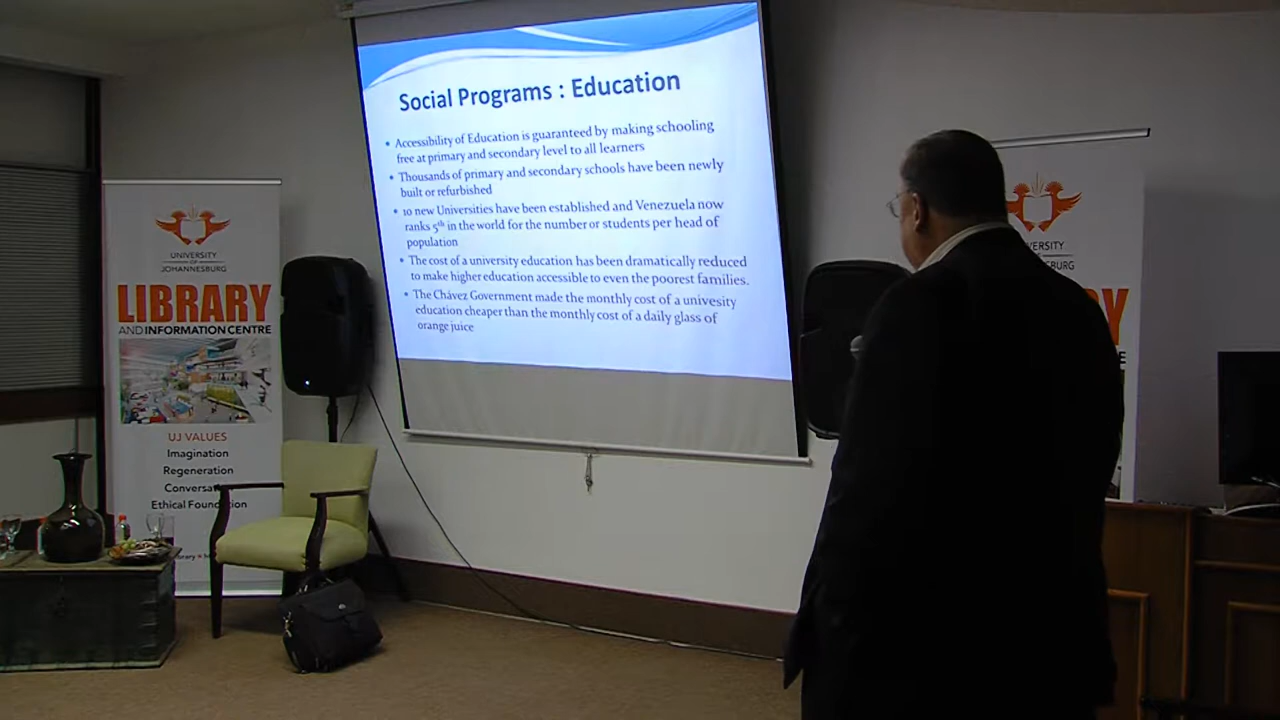 Social Programs : Education
• Accessibility of Education is guaranteed by making schooling
free at primary and secondary level to all learners
• Thousands of primary and secondary schools have been newly
built or refurbished
• 10 new Universities have been established and Venezuela now
ranks 5th in the world for the number or students per head of
population
• The cost of a university education has been dramatically reduced
to make higher education accessible to even the poorest families.
• The Chávez Government made the monthly cost of a univesity
education cheaper than the monthly cost of a daily glass of
orange juice
UNIVERSITY
OF
JOHANNESBURG
LIBRARY
AND INFORMATION CENTRE
UJ VALUES
Imagination
Regeneration
Conversa
Ethical Foun ion